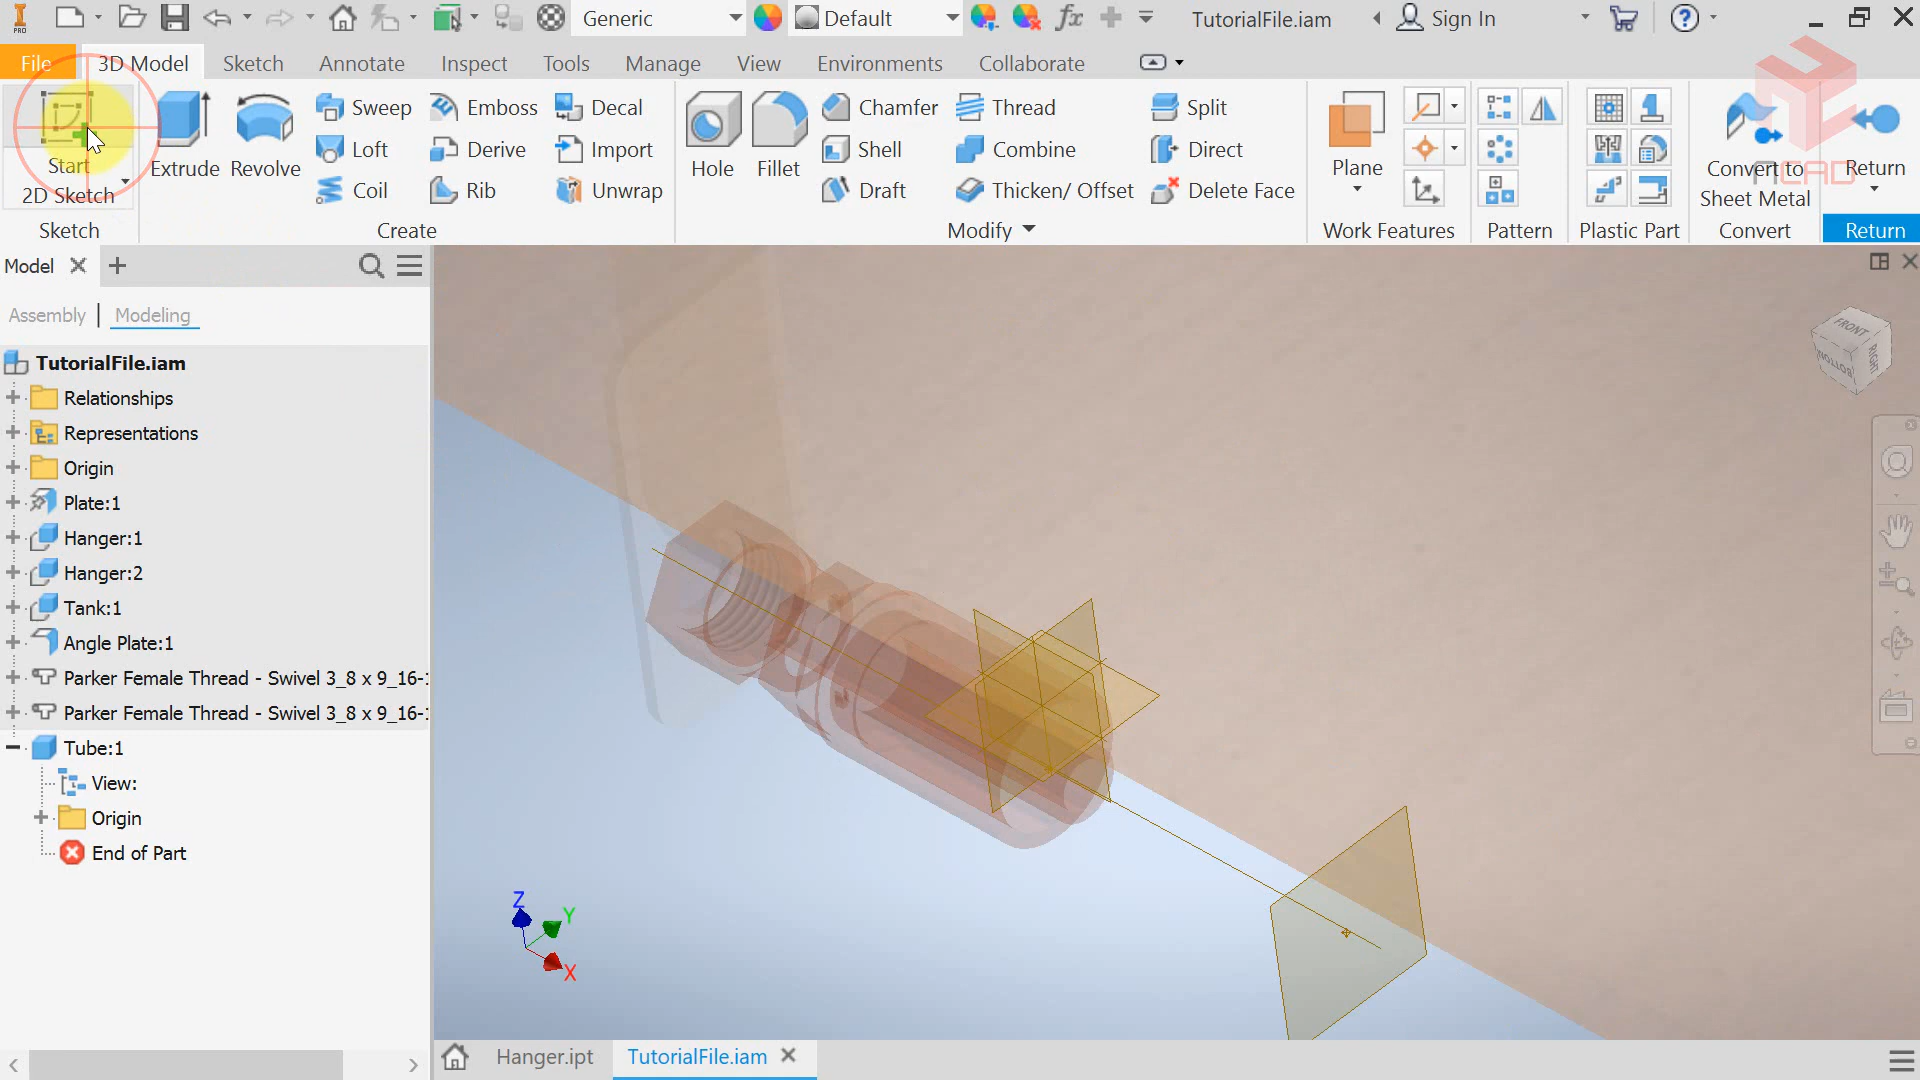 PRO
Generic
Default
fx
TutorialFile.iam
Sign In
File
3D Model
Sketch
Annotate
Inspect
Tools
Manage
View
Environments
Collaborate
Start
2D Sketch
Extrude
Revolve
Sweep
Loft
Coil
Emboss
Derive
Rib
Decal
Import
Unwrap
Hole
Fillet
Chamfer
Shell
Draft
Thread
Combine
Thicken/ Offset
Split
Direct
Delete Face
Plane
Convert to
Sheet Metal
Return
Sketch
Create
Modify
Work Features
Pattern
Plastic Part
Convert
Return
Model
Assembly | Modeling
TutorialFile.iam
Relationships
Representations
Origin
Plate:1
Hanger:1
Hanger:2
Tank:1
Angle Plate:1
Parker Female Thread - Swivel 3_8 x 9_16-
Parker Female Thread - Swivel 3_8 x 9_16-
Tube:1
View:
Origin
End of Part
FRONT
RIGHT
BOTTOM
Z
Y
X
Hanger.ipt
TutorialFile.iam